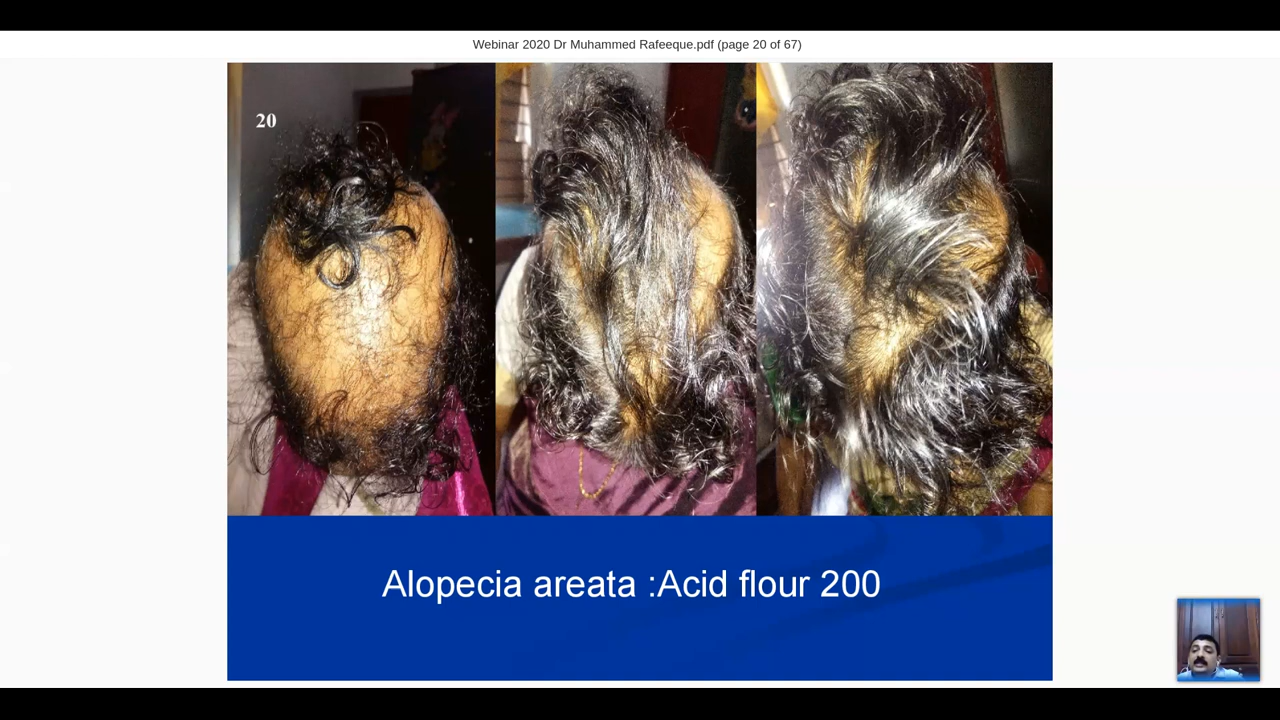 Webinar 2020 Dr Muhammed Rafeeque.pdf (page 20 of 67)
20
Alopecia areata :Acid flour 200